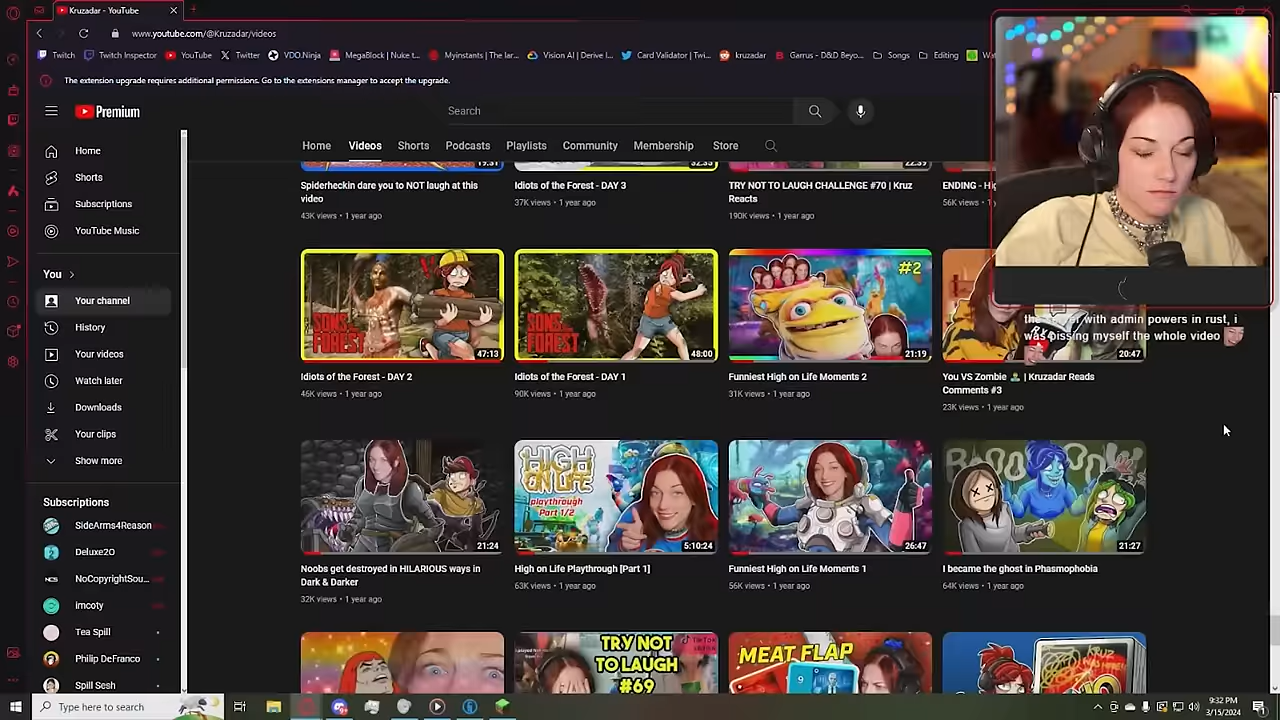 Kruzadar - YouTube
www.youtube.com/@Kruzadar/videos
Twitch
Twitch Inspector
YouTube
Twitter
VDO.Ninja
MegaBlock | Nuke t...
Myinstants | The lar...
Vision AI | Derive i...
Card Validator | Twi...
kruzadar
Garrus - D&D Beyo...
Songs
Editing
The extension upgrade requires additional permissions. Go to the extensions manager to accept the upgrade.
Premium
Search
Home
Videos
Shorts
Podcasts
Playlists
Community
Membership
Store
Home
Shorts
Subscriptions
YouTube Music
You
Your channel
History
Your videos
Watch later
Downloads
Your clips
Show more
Subscriptions
SideArms4Reason
Deluxe20
NoCopyrightSou...
imcoty
Tea Spill
Philip DeFranco
Spill Sesh
19:31
22:39
Spiderheckin dare you to NOT laugh at this
video
43K views • 1 year ago
Idiots of the Forest - DAY 3
37K views • 1 year ago
TRY NOT TO LAUGH CHALLENGE #70 | Kruz
Reacts
190K views • 1 year ago
ENDING - Hig
56K vie
with admin powers in rust, i
was pissing myself the whole video
SONS
FOREST
47:13
Idiots of the Forest - DAY 2
46K views • 1 year ago
SONS
FOREST
48:00
Idiots of the Forest - DAY 1
90K views • 1 year ago
#2
21:19
Funniest High on Life Moments 2
31K views • 1 year ago
20:47
You VS Zombie | Kruzadar Reads
Comments #3
23K views • 1 year ago
21:24
Noobs get destroyed in HILARIOUS ways in
Dark & Darker
32K views • 1 year ago
HIGH
ON LIFE
playthrough
Part 1/2
5:10:24
High on Life Playthrough [Part 1]
63K views • 1 year ago
26:47
Funniest High on Life Moments 1
56K views • 1 year ago
21:27
I became the ghost in Phasmophobia
64K views • 1 year ago
TRY NOT
TO LAUGH
#69
TikTok
MEAT FLAP
9
KRUZ
Type here to search
9:32 PM
3/15/2024